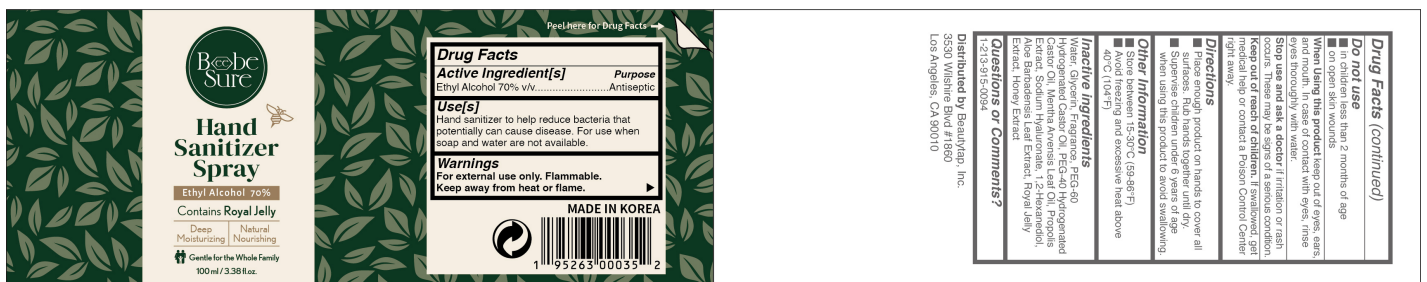 Bee be
Sure
Hand
Sanitizer
Spray
Ethyl Alcohol 70%
Contains Royal Jelly
Deep
Moisturizing
Natural
Nourishing
Gentle for the Whole Family
100 ml / 3.38 fl.oz.
Peel here for Drug Facts
Drug Facts
Active Ingredient[s] Purpose
Ethyl Alcohol 70% v/v........................Antiseptic
Use[s]
Hand sanitizer to help reduce bacteria that
potentially can cause disease. For use when
soap and water are not available.
Warnings
For external use only. Flammable.
Keep away from heat or flame.
MADE IN KOREA
1 95263 00035 2
Drug Facts (continued)
Do not use
■ in children less than 2 months of age
■ on open skin wounds
When Using this product keep out of eyes, ears,
and mouth. In case of contact with eyes, rinse
eyes thoroughly with water.
Stop use and ask a doctor if irritation or rash
occurs. These may be signs of a serious condition.
Keep out of reach of children. If swallowed, get
medical help or contact a Poison Control Center
right away.
Directions
■ Place enough product on hands to cover all
surfaces. Rub hands together until dry.
■ Supervise children under 6 years of age
when using this product to avoid swallowing.
Other information
■ Store between 15-30°C (59-86°F)
■ Avoid freezing and excessive heat above
40°C (104°F)
Inactive ingredients
Water, Glycerin, Fragrance, PEG-60
Hydrogenated Castor Oil, PEG-40 Hydrogenated
Castor Oil, Mentha Arvensis Leaf Oil, Propolis
Extract, Sodium Hyaluronate, 1,2-Hexanediol,
Aloe Barbadensis Leaf Extract, Royal Jelly
Extract, Honey Extract
Questions or Comments?
1-213-915-0094
Distributed by Beautytap, Inc.
3530 Wilshire Blvd #1860
Los Angeles, CA 90010